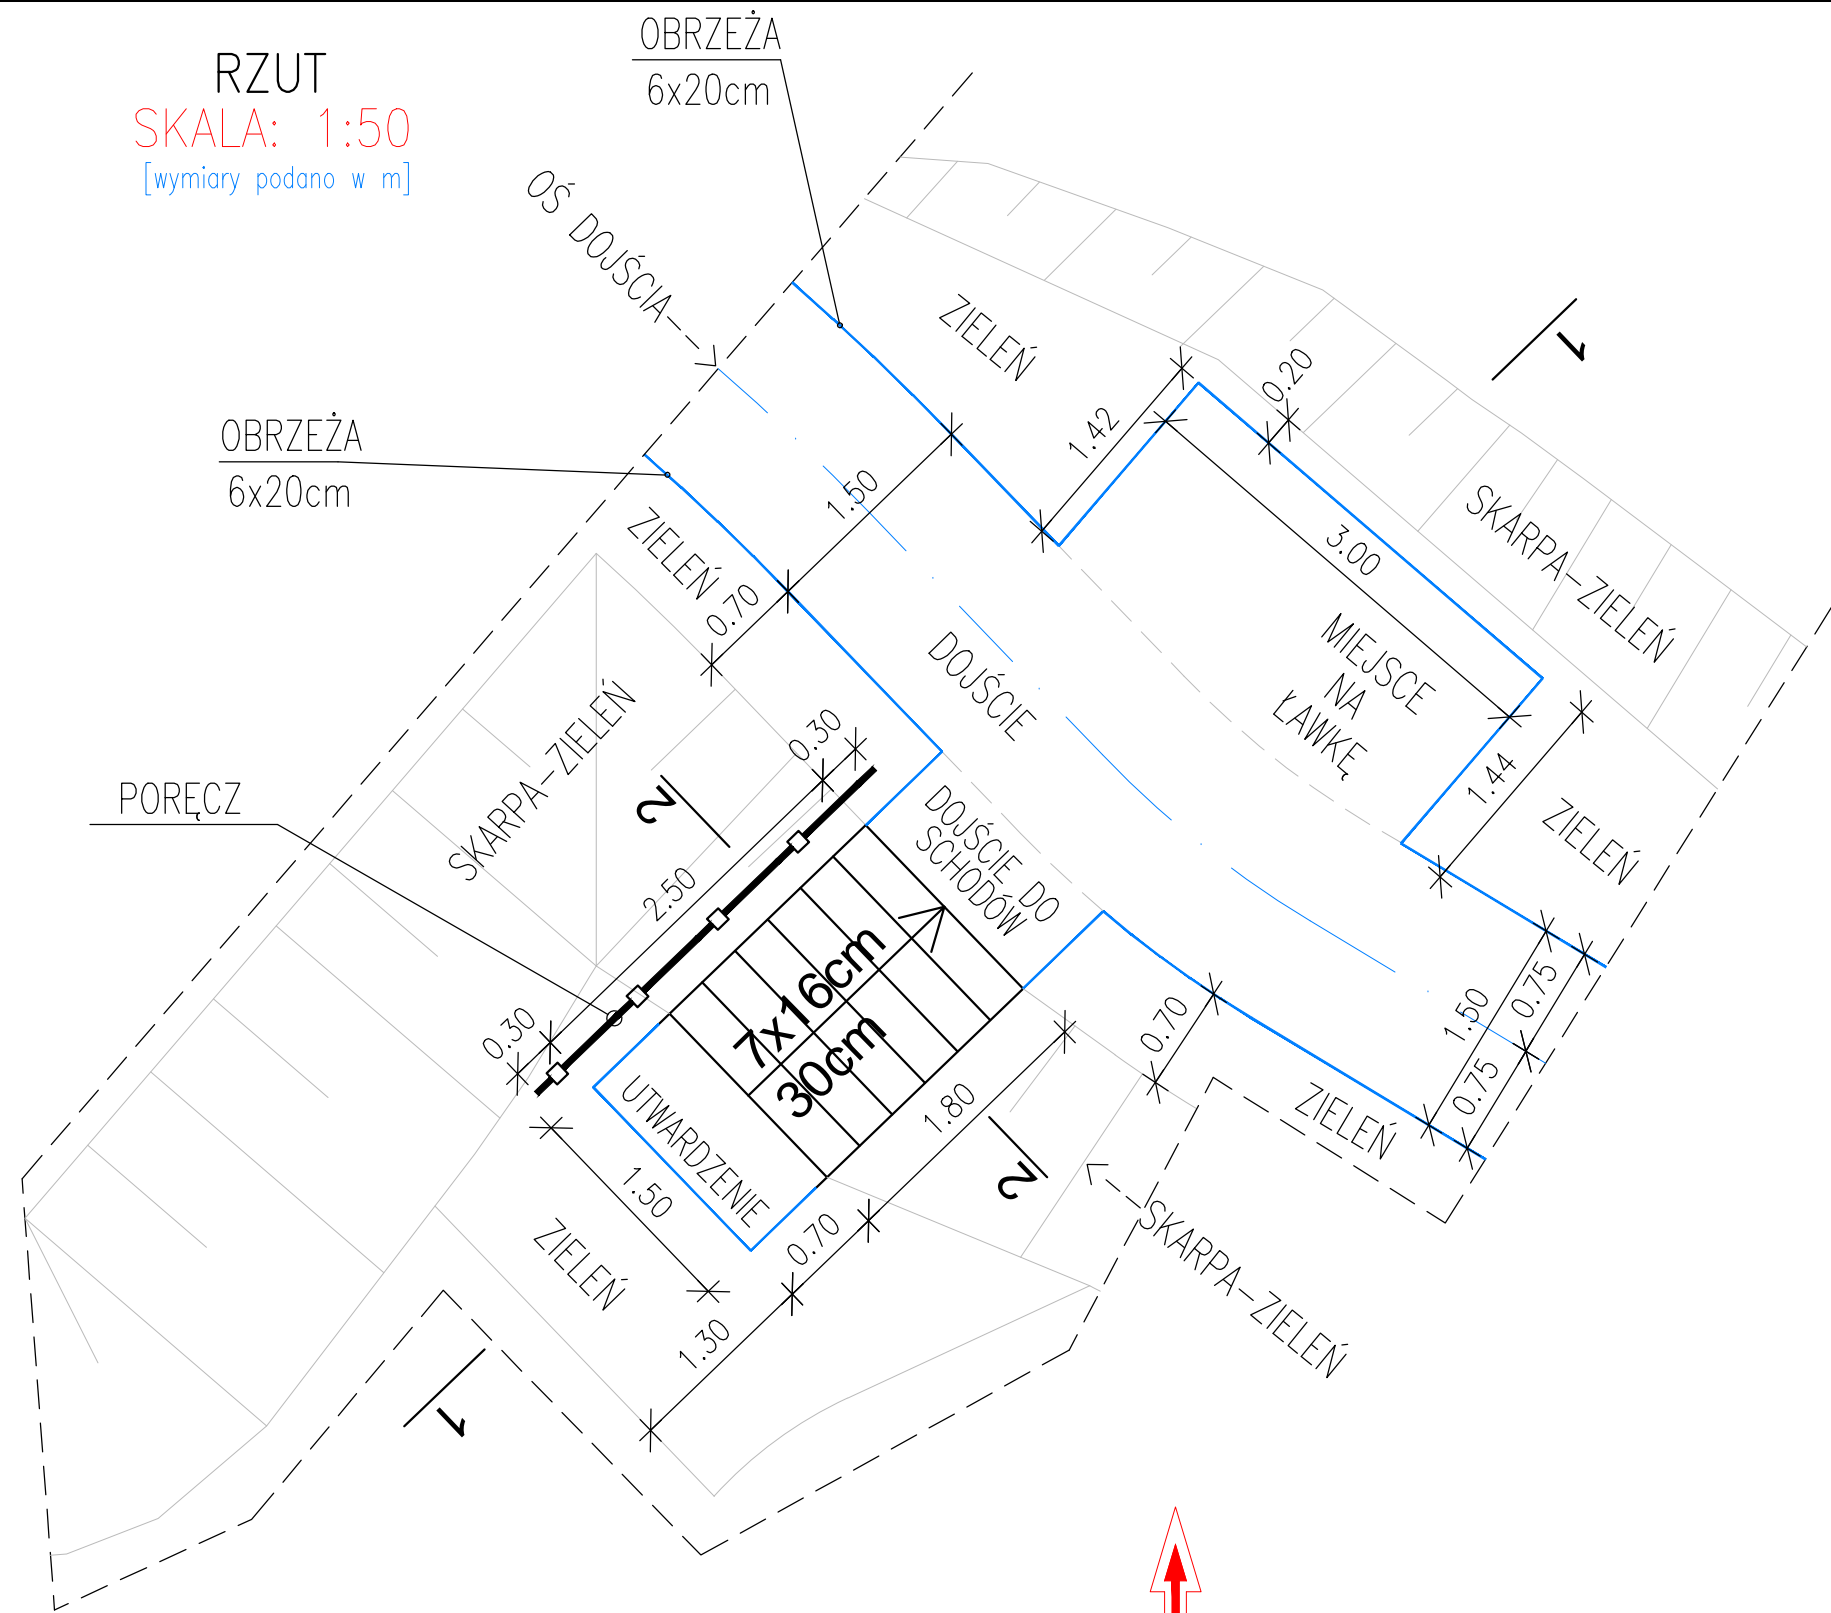 RZUT
SKALA: 1:50
[wymiary podano w m]
OBRZEŻA
6x20cm
OŚ DOJŚCIA
ZIELEŃ
1
0.20
1.42
OBRZEŻA
6x20cm
1.50
3.00
SKARPA-ZIELEŃ
ZIELEŃ
0.70
DOJŚCIE
MIEJSCE
NA
ŁAWKĘ
SKARPA-ZIELEŃ
0.30
1.44
PORĘCZ
2
DOJŚCIE DO
SCHODÓW
ZIELEŃ
2.50
7x16cm
30cm
0.30
0.70
1.50
0.75
0.75
UTWARDZENIE
1.80
ZIELEŃ
2
1.50
0.70
ZIELEŃ
SKARPA-ZIELEŃ
1.30
1